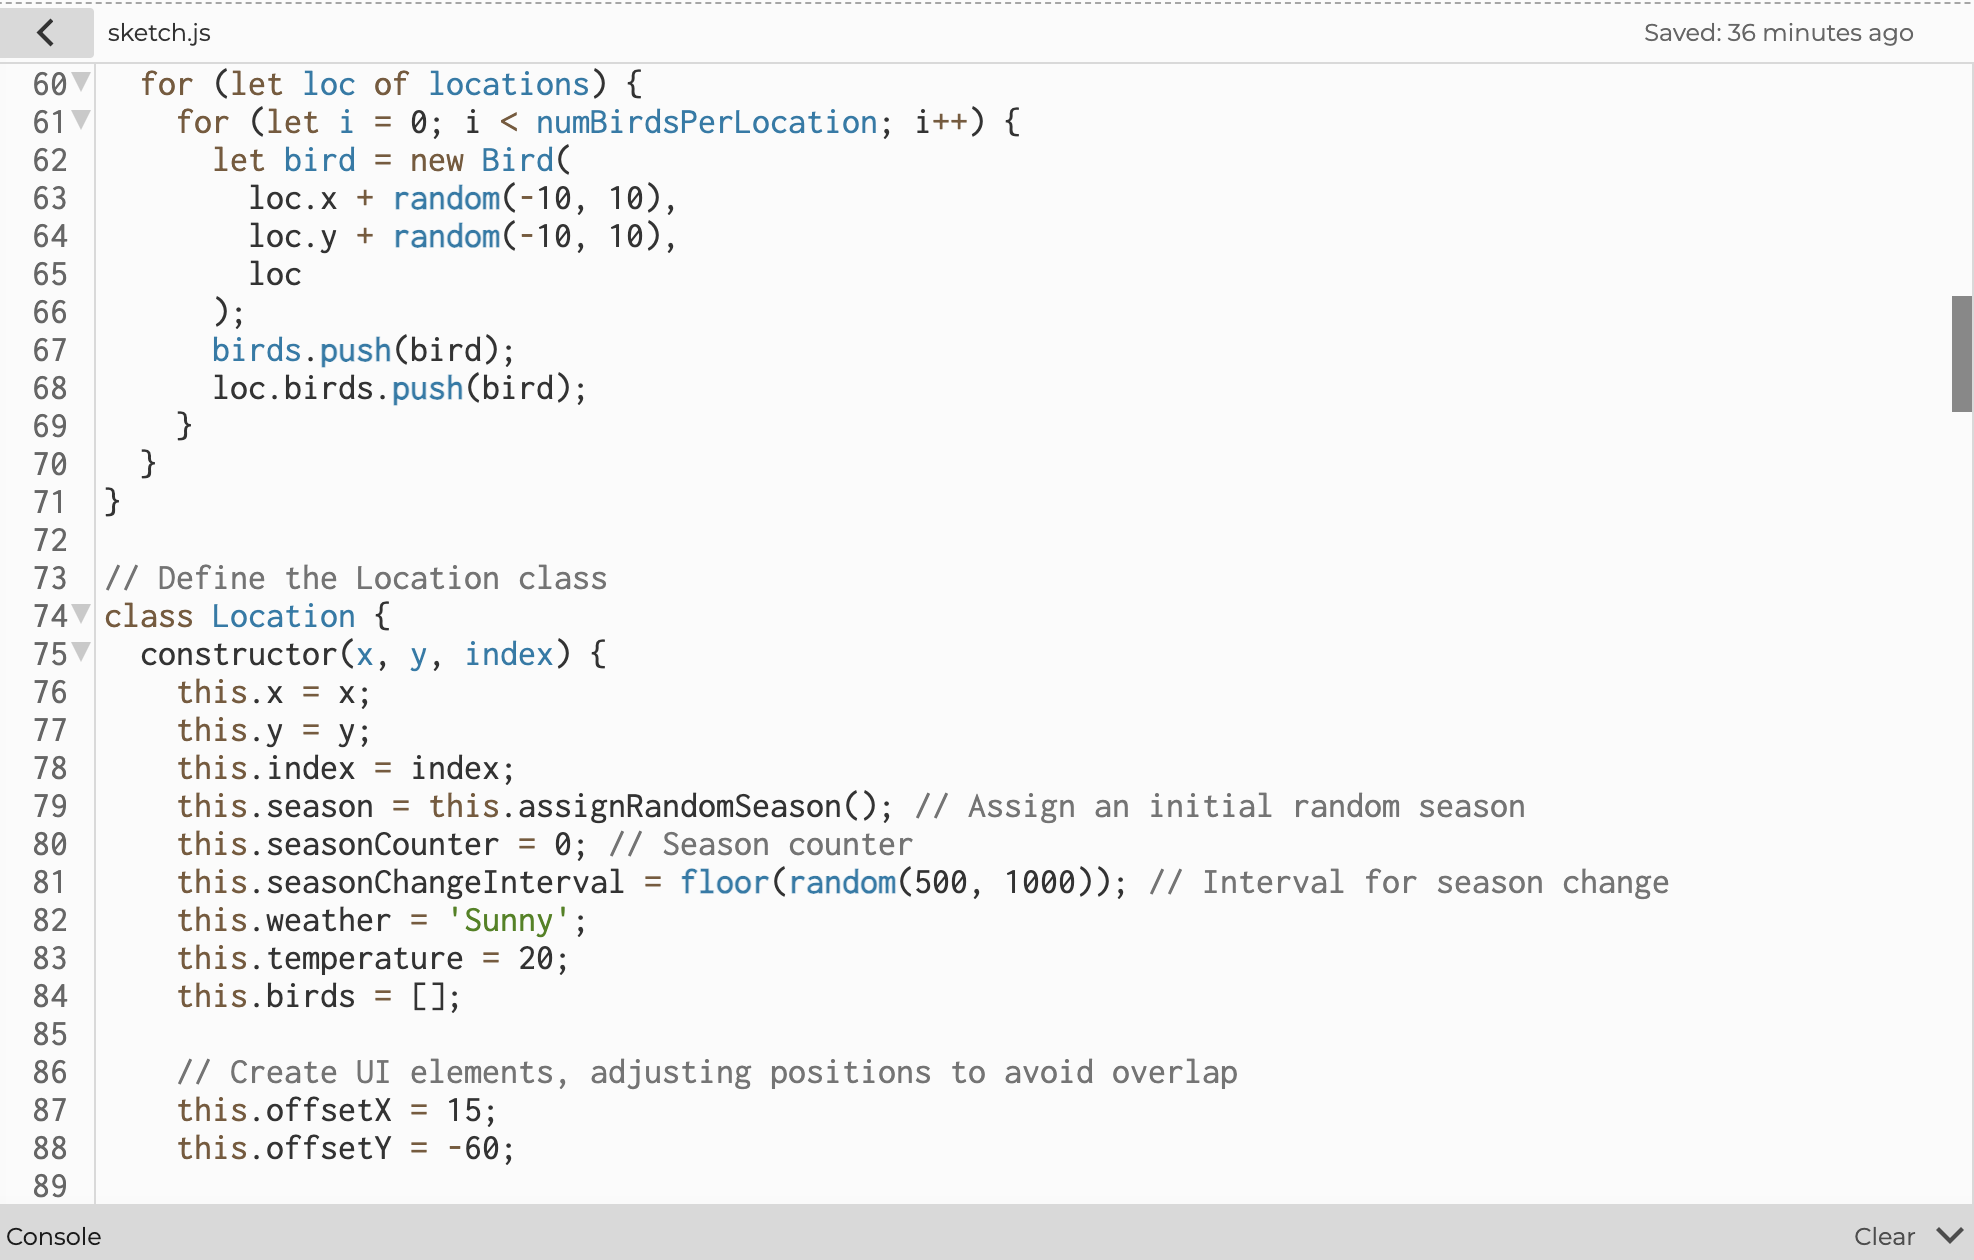 sketch.js
Saved: 36 minutes ago
60   for (let loc of locations) {
61     for (let i = 0; i < numBirdsPerLocation; i++) {
62       let bird = new Bird(
63         loc.x + random(-10, 10),
64         loc.y + random(-10, 10),
65         loc
66       );
67       birds.push(bird);
68       loc.birds.push(bird);
69     }
70   }
71 }
72
73 // Define the Location class
74 class Location {
75   constructor(x, y, index) {
76     this.x = x;
77     this.y = y;
78     this.index = index;
79     this.season = this.assignRandomSeason(); // Assign an initial random season
80     this.seasonCounter = 0; // Season counter
81     this.seasonChangeInterval = floor(random(500, 1000)); // Interval for season change
82     this.weather = 'Sunny';
83     this.temperature = 20;
84     this.birds = [];
85
86     // Create UI elements, adjusting positions to avoid overlap
87     this.offsetX = 15;
88     this.offsetY = -60;
89
Console
Clear